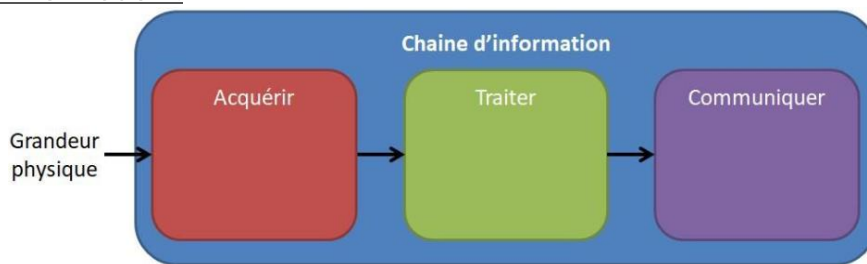 Chaine d'information
Acquérir
Traiter
Communiquer
Grandeur
physique